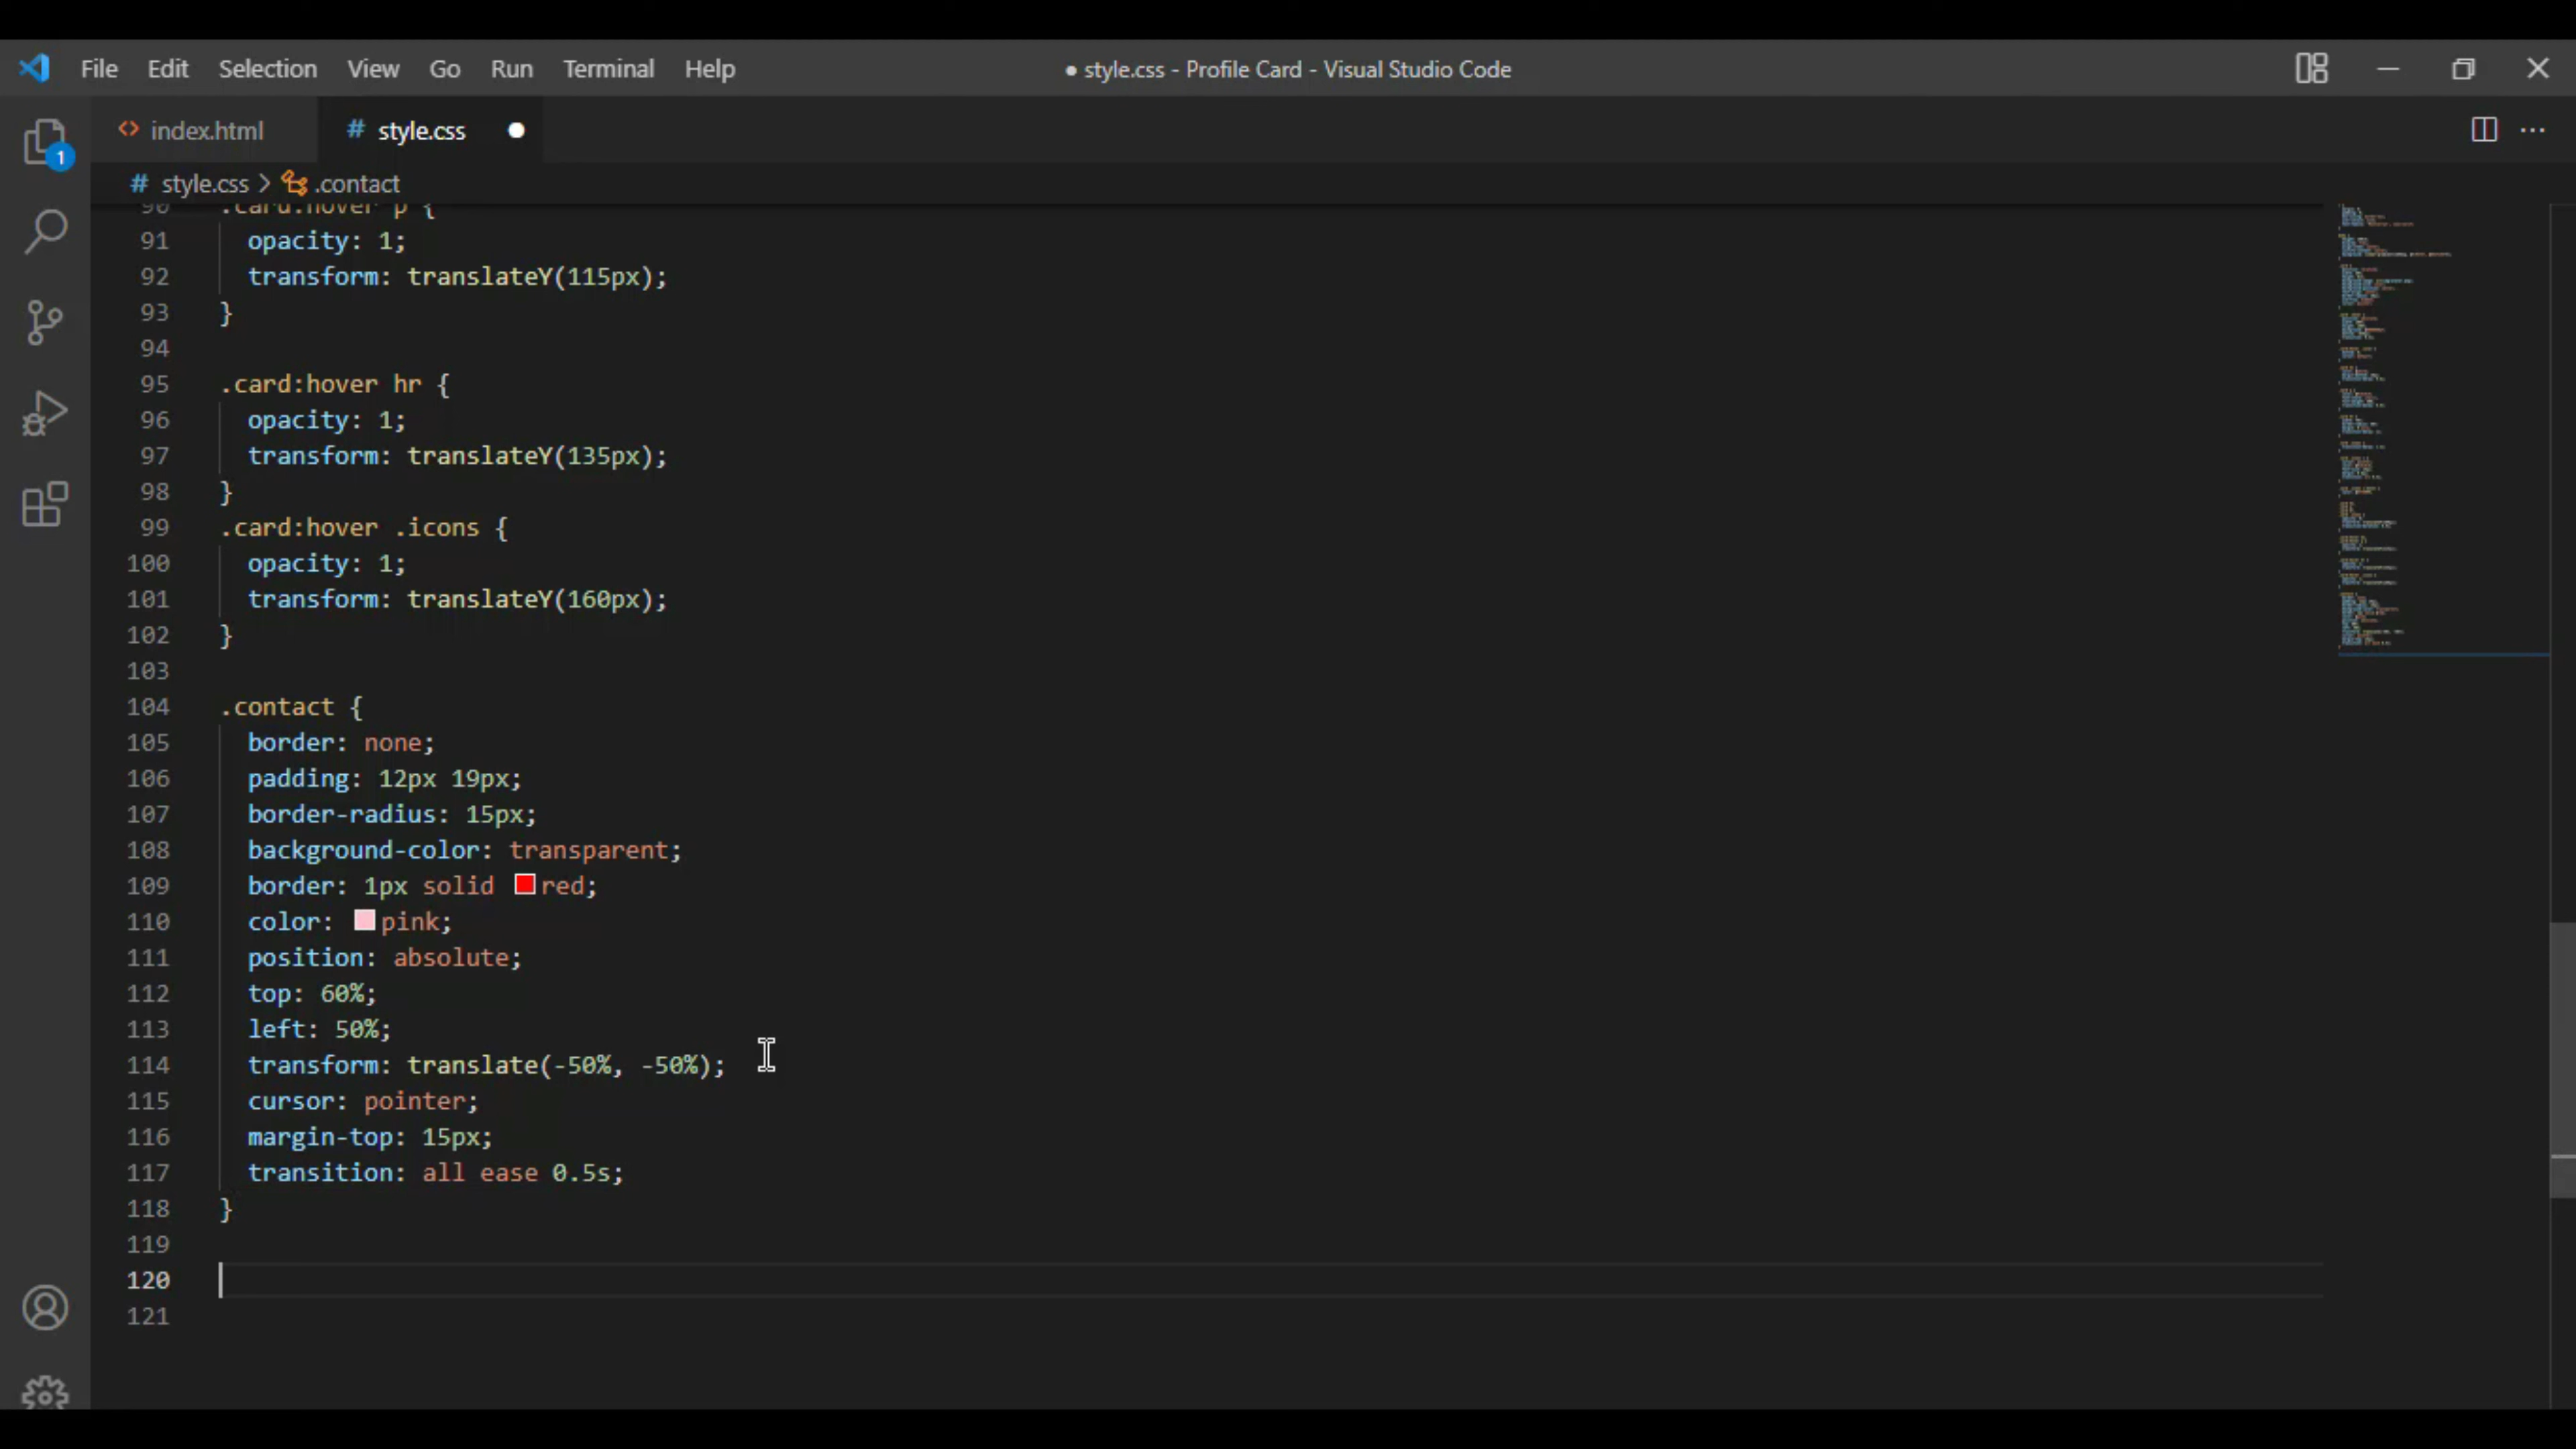 File Edit Selection View Go Run Terminal Help ● style.css - Profile Card - Visual Studio Code
1
<> index.html # style.css ●
# style.css > .contact
90 .card:hover p {
91 opacity: 1;
92 transform: translateY(115px);
93 }
94
95 .card:hover hr {
96 opacity: 1;
97 transform: translateY(135px);
98 }
99 .card:hover .icons {
100 opacity: 1;
101 transform: translateY(160px);
102 }
103
104 .contact {
105 border: none;
106 padding: 12px 19px;
107 border-radius: 15px;
108 background-color: transparent;
109 border: 1px solid red;
110 color: pink;
111 position: absolute;
112 top: 60%;
113 left: 50%;
114 transform: translate(-50%, -50%);
115 cursor: pointer;
116 margin-top: 15px;
117 transition: all ease 0.5s;
118 }
119
120
121